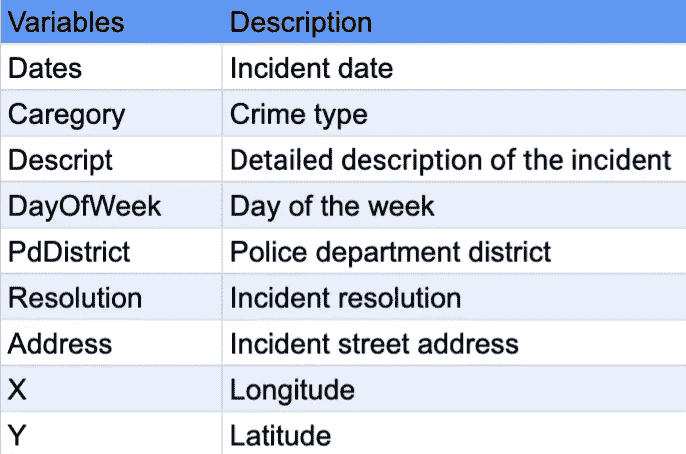 Variables Description
Dates Incident date
Caregory Crime type
Descript Detailed description of the incident
DayOfWeek Day of the week
PdDistrict Police department district
Resolution Incident resolution
Address Incident street address
X Longitude
Y Latitude